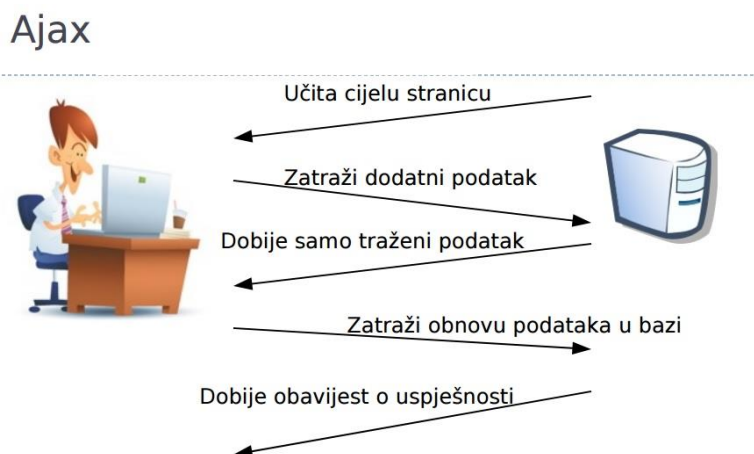 Ajax
Učita cijelu stranicu
Zatraži dodatni podatak
Dobije samo traženi podatak
Zatraži obnovu podataka u bazi
Dobije obavijest o uspješnosti